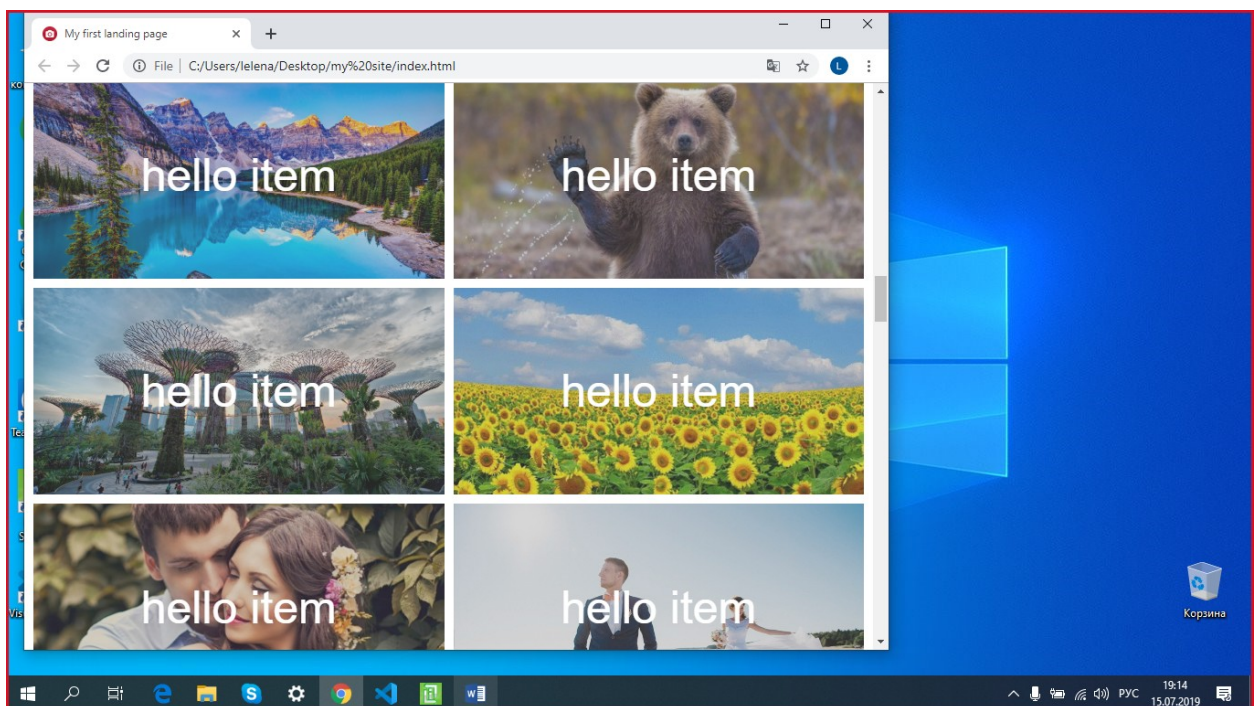 My first landing page
File
C:/Users/lelena/Desktop/my%20site/index.html
L
hello item
hello item
hello item
hello item
hello item
hello item
Корзина
РУС
19:14
15.07.2019